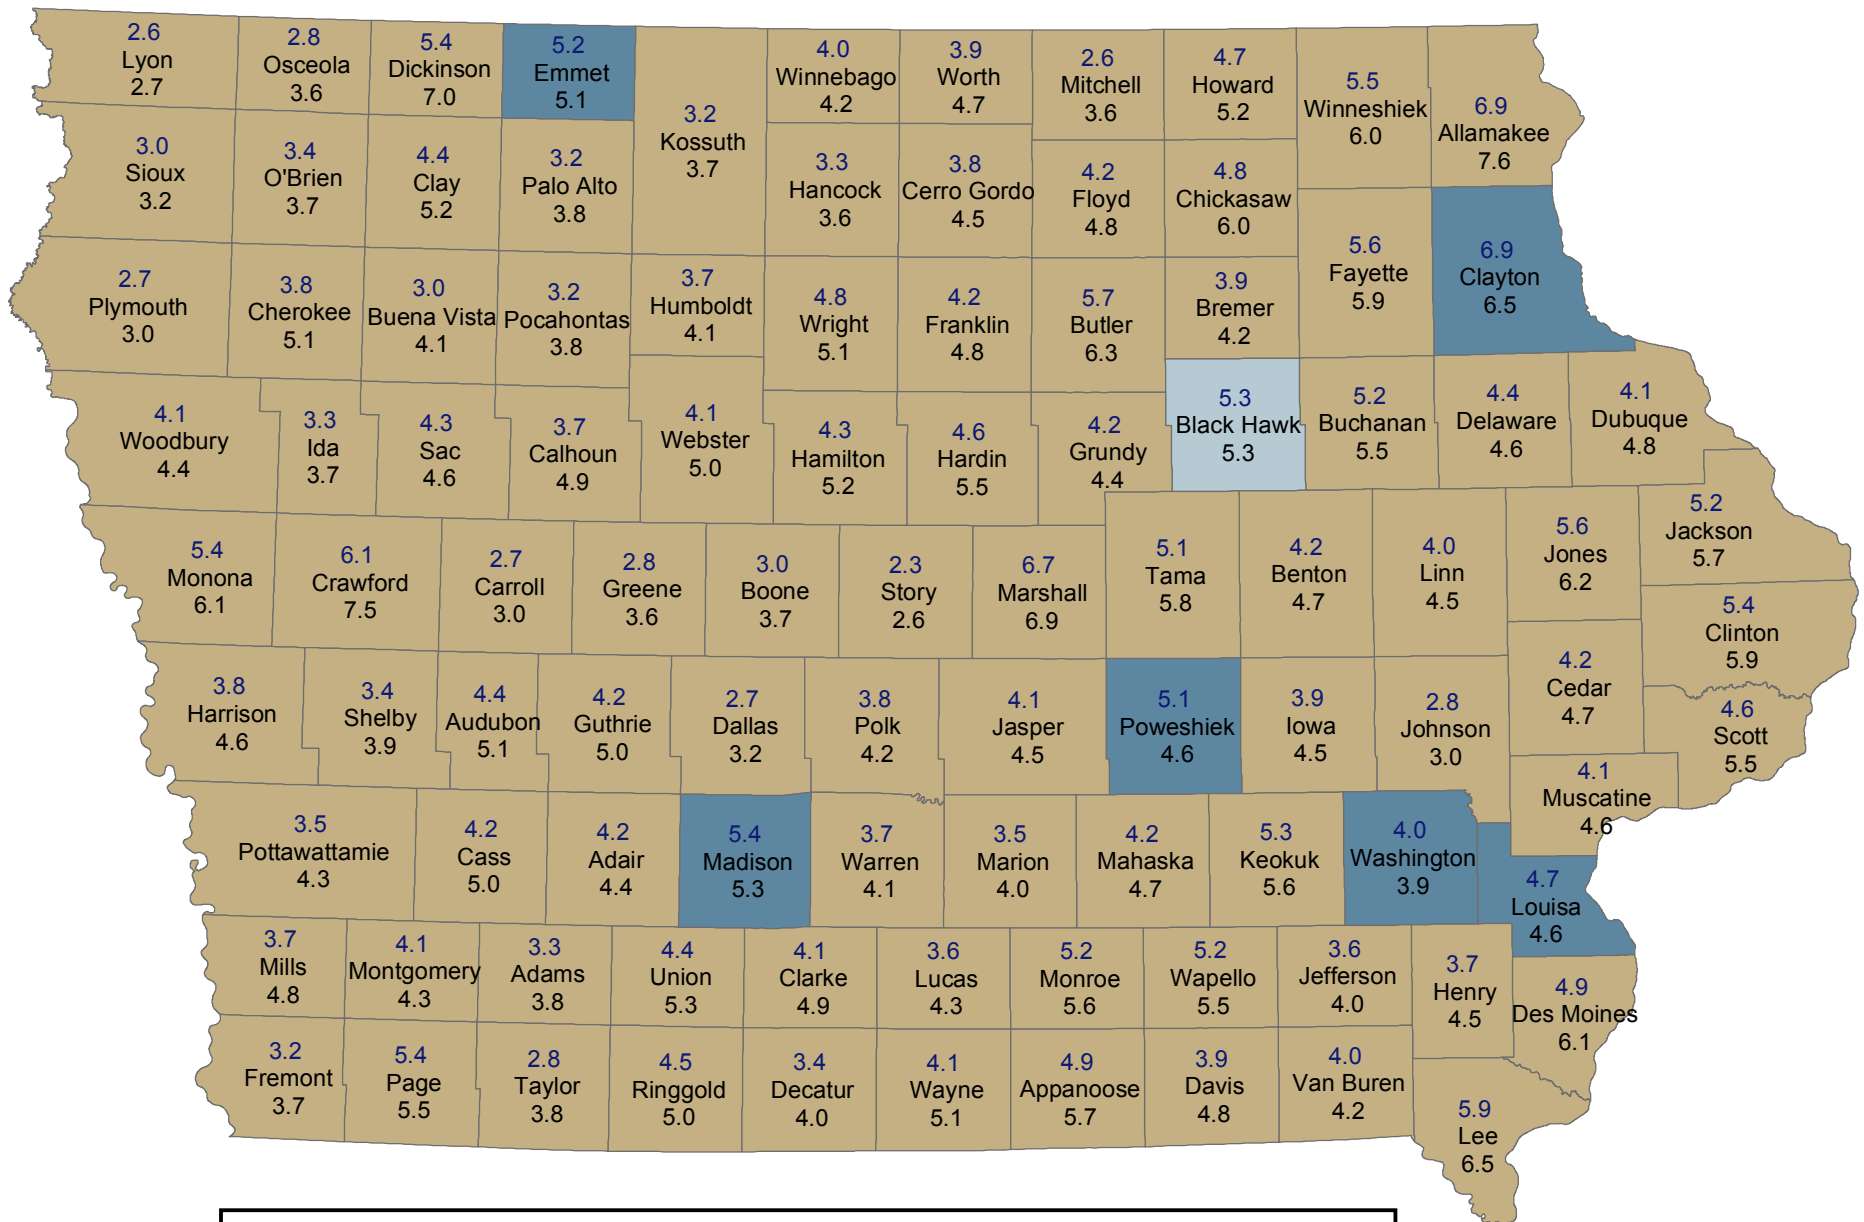 2.6
Lyon
2.7
2.8
Osceola
3.6
5.4
Dickinson
7.0
5.2
Emmet
5.1
3.2
Kossuth
3.7
4.0
Winnebago
4.2
3.9
Worth
4.7
2.6
Mitchell
3.6
4.7
Howard
5.2
5.5
Winneshiek
6.0
6.9
Allamakee
7.6
3.0
Sioux
3.2
3.4
O'Brien
3.7
4.4
Clay
5.2
3.2
Palo Alto
3.8
3.3
Hancock
3.6
3.8
Cerro Gordo
4.5
4.2
Floyd
4.8
4.8
Chickasaw
6.0
5.6
Fayette
5.9
6.9
Clayton
6.5
2.7
Plymouth
3.0
3.8
Cherokee
5.1
3.0
Buena Vista
4.1
3.2
Pocahontas
3.8
3.7
Humboldt
4.1
4.8
Wright
5.1
4.2
Franklin
4.8
5.7
Butler
6.3
3.9
Bremer
4.2
4.1
Woodbury
4.4
3.3
Ida
3.7
4.3
Sac
4.6
3.7
Calhoun
4.9
4.1
Webster
5.0
4.3
Hamilton
5.2
4.6
Hardin
5.5
4.2
Grundy
4.4
5.3
Black Hawk
5.3
5.2
Buchanan
5.5
4.4
Delaware
4.6
4.1
Dubuque
4.8
5.4
Monona
6.1
6.1
Crawford
7.5
2.7
Carroll
3.0
2.8
Greene
3.6
3.0
Boone
3.7
2.3
Story
2.6
6.7
Marshall
6.9
5.1
Tama
5.8
4.2
Benton
4.7
4.0
Linn
4.5
5.6
Jones
6.2
5.2
Jackson
5.7
5.4
Clinton
5.9
3.8
Harrison
4.6
3.4
Shelby
3.9
4.4
Audubon
5.1
4.2
Guthrie
5.0
2.7
Dallas
3.2
3.8
Polk
4.2
4.1
Jasper
4.5
5.1
Poweshiek
4.6
3.9
Iowa
4.5
2.8
Johnson
3.0
4.2
Cedar
4.7
4.6
Scott
5.5
4.1
Muscatine
4.6
3.5
Pottawattamie
4.3
4.2
Cass
5.0
4.2
Adair
4.4
5.4
Madison
5.3
3.7
Warren
4.1
3.5
Marion
4.0
4.2
Mahaska
4.7
5.3
Keokuk
5.6
4.0
Washington
3.9
4.7
Louisa
4.6
3.7
Mills
4.8
4.1
Montgomery
4.3
3.3
Adams
3.8
4.4
Union
5.3
4.1
Clarke
4.9
3.6
Lucas
4.3
5.2
Monroe
5.6
5.2
Wapello
5.5
3.6
Jefferson
4.0
3.7
Henry
4.5
4.9
Des Moines
6.1
3.2
Fremont
3.7
5.4
Page
5.5
2.8
Taylor
3.8
4.5
Ringgold
5.0
3.4
Decatur
4.0
4.1
Wayne
5.1
4.9
Appanoose
5.7
3.9
Davis
4.8
4.0
Van Buren
4.2
5.9
Lee
6.5